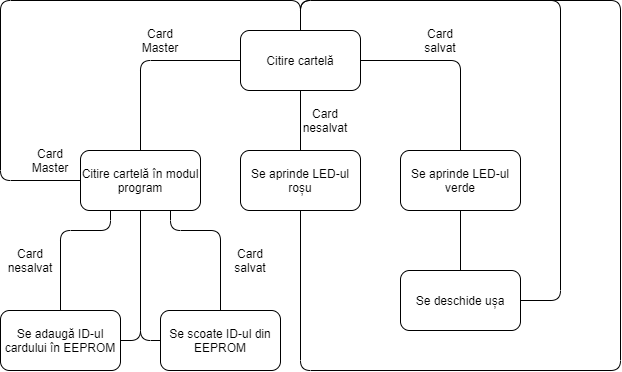 Card
Master
Citire cartelă
Card
salvat
Card
nesalvat
Card
Master
Citire cartelă în modul
program
Se aprinde LED-ul
roșu
Se aprinde LED-ul
verde
Card
nesalvat
Card
salvat
Se deschide ușa
Se adaugă ID-ul
cardului în EEPROM
Se scoate ID-ul din
EEPROM